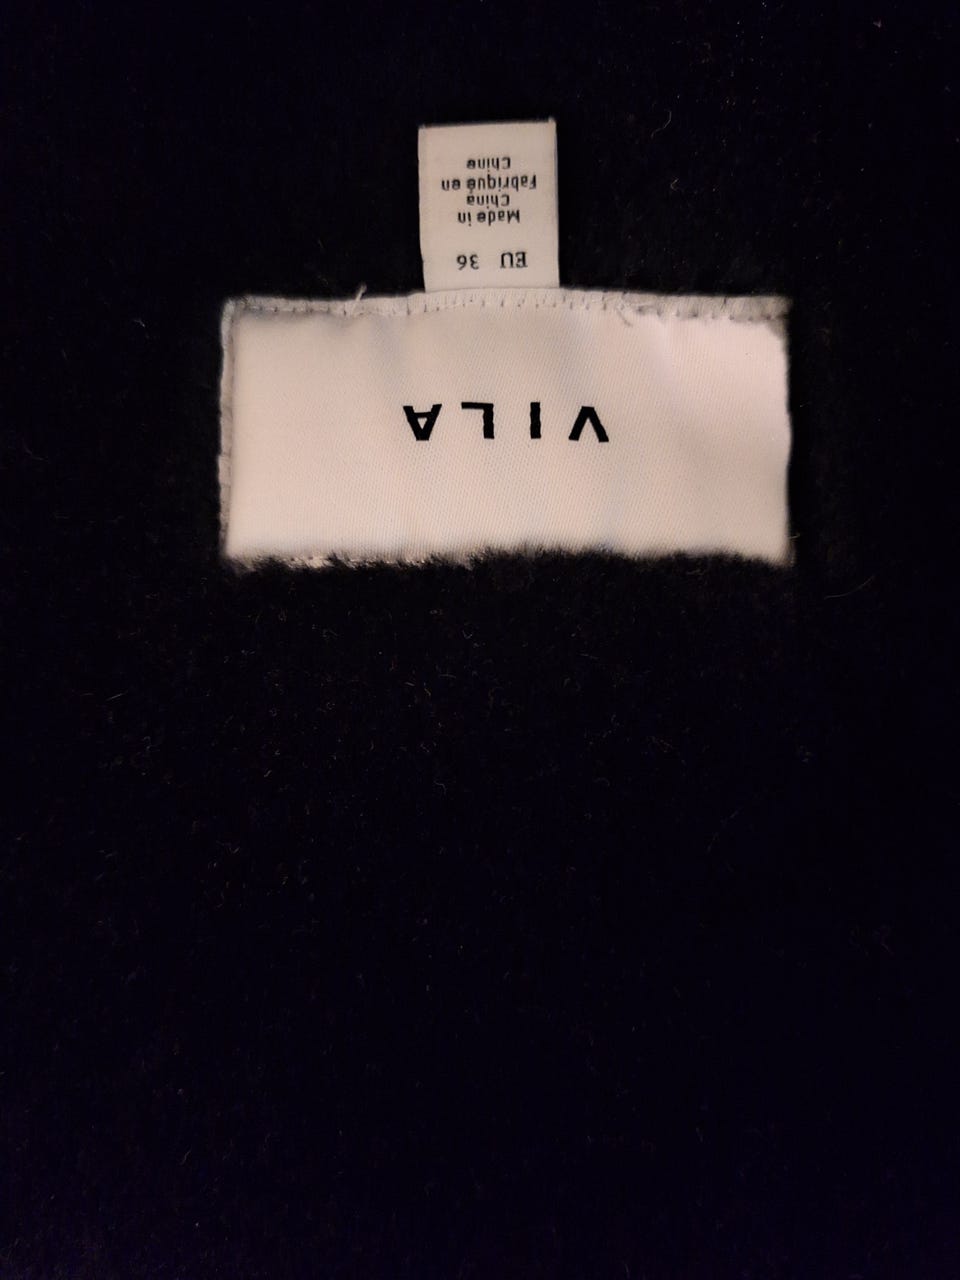 VILA
EU 36
Made in
China
Fabriqué en
Chine